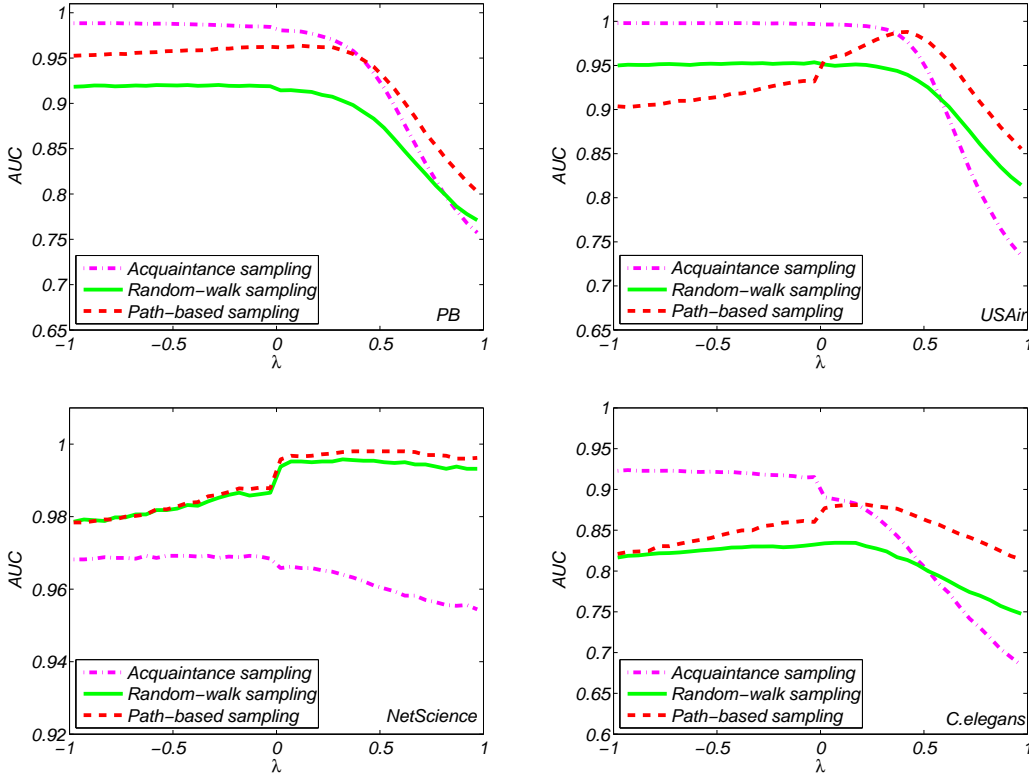 1
0.95
0.9
0.85
0.8
0.75
0.7
0.65
AUC
Acquaintance sampling
Random−walk sampling
Path−based sampling
PB
−1 −0.5 0 0.5 1
λ
1
0.95
0.9
0.85
0.8
0.75
0.7
0.65
AUC
Acquaintance sampling
Random−walk sampling
Path−based sampling
USAir
−1 −0.5 0 0.5 1
λ
1
0.98
0.96
0.94
0.92
AUC
Acquaintance sampling
Random−walk sampling
Path−based sampling
NetScience
−1 −0.5 0 0.5 1
λ
1
0.95
0.9
0.85
0.8
0.75
0.7
0.65
0.6
AUC
Acquaintance sampling
Random−walk sampling
Path−based sampling
C.elegans
−1 −0.5 0 0.5 1
λ